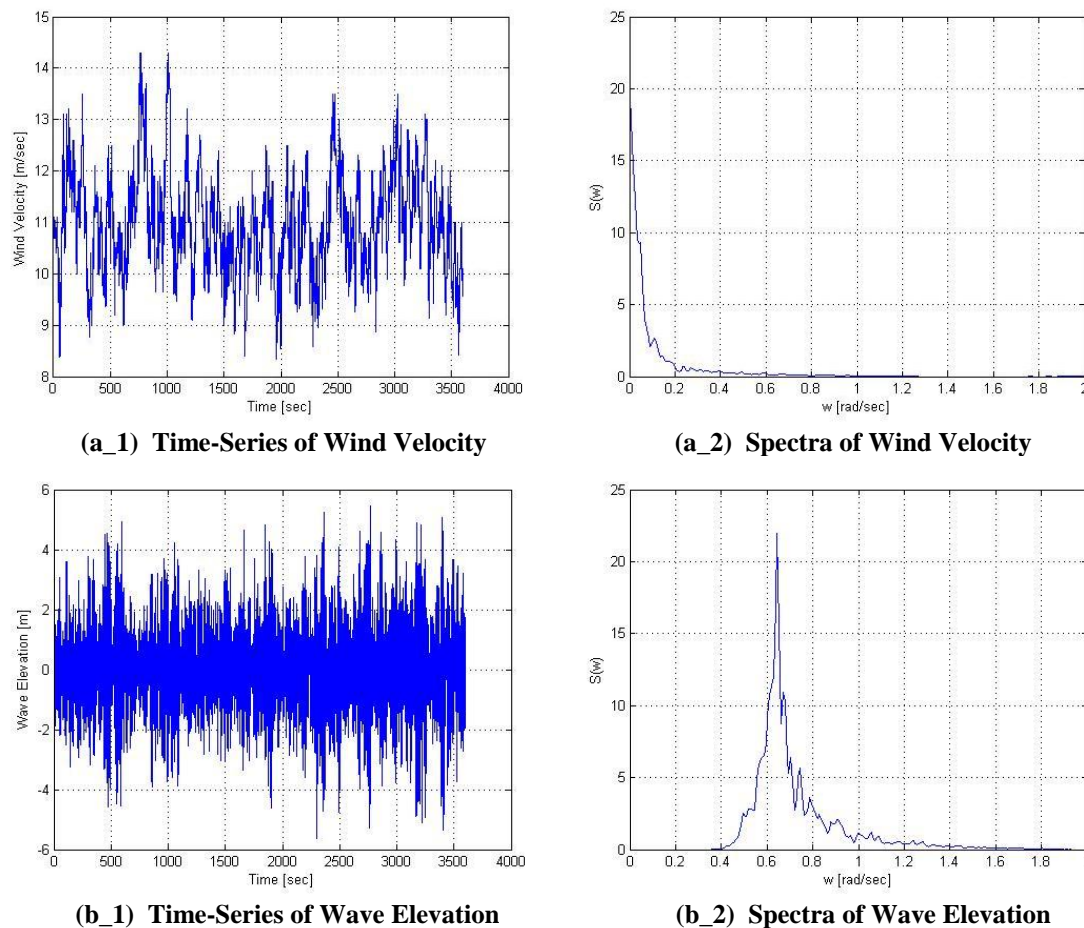 15
14
13
12
11
10
9
8
Wind Velocity [m/sec]
0 500 1000 1500 2000 2500 3000 3500 4000
Time [sec]
(a_1) Time-Series of Wind Velocity
25
20
15
10
5
0
S(w)
0.2 0.4 0.6 0.8 1 1.2 1.4 1.6 1.8 2
w [rad/sec]
(a_2) Spectra of Wind Velocity
6
4
2
0
-2
-4
-6
Wave Elevation [m]
0 500 1000 1500 2000 2500 3000 3500 4000
Time [sec]
(b_1) Time-Series of Wave Elevation
25
20
15
10
5
0
S(w)
0 0.2 0.4 0.6 0.8 1 1.2 1.4 1.6 1.8
w [rad/sec]
(b_2) Spectra of Wave Elevation